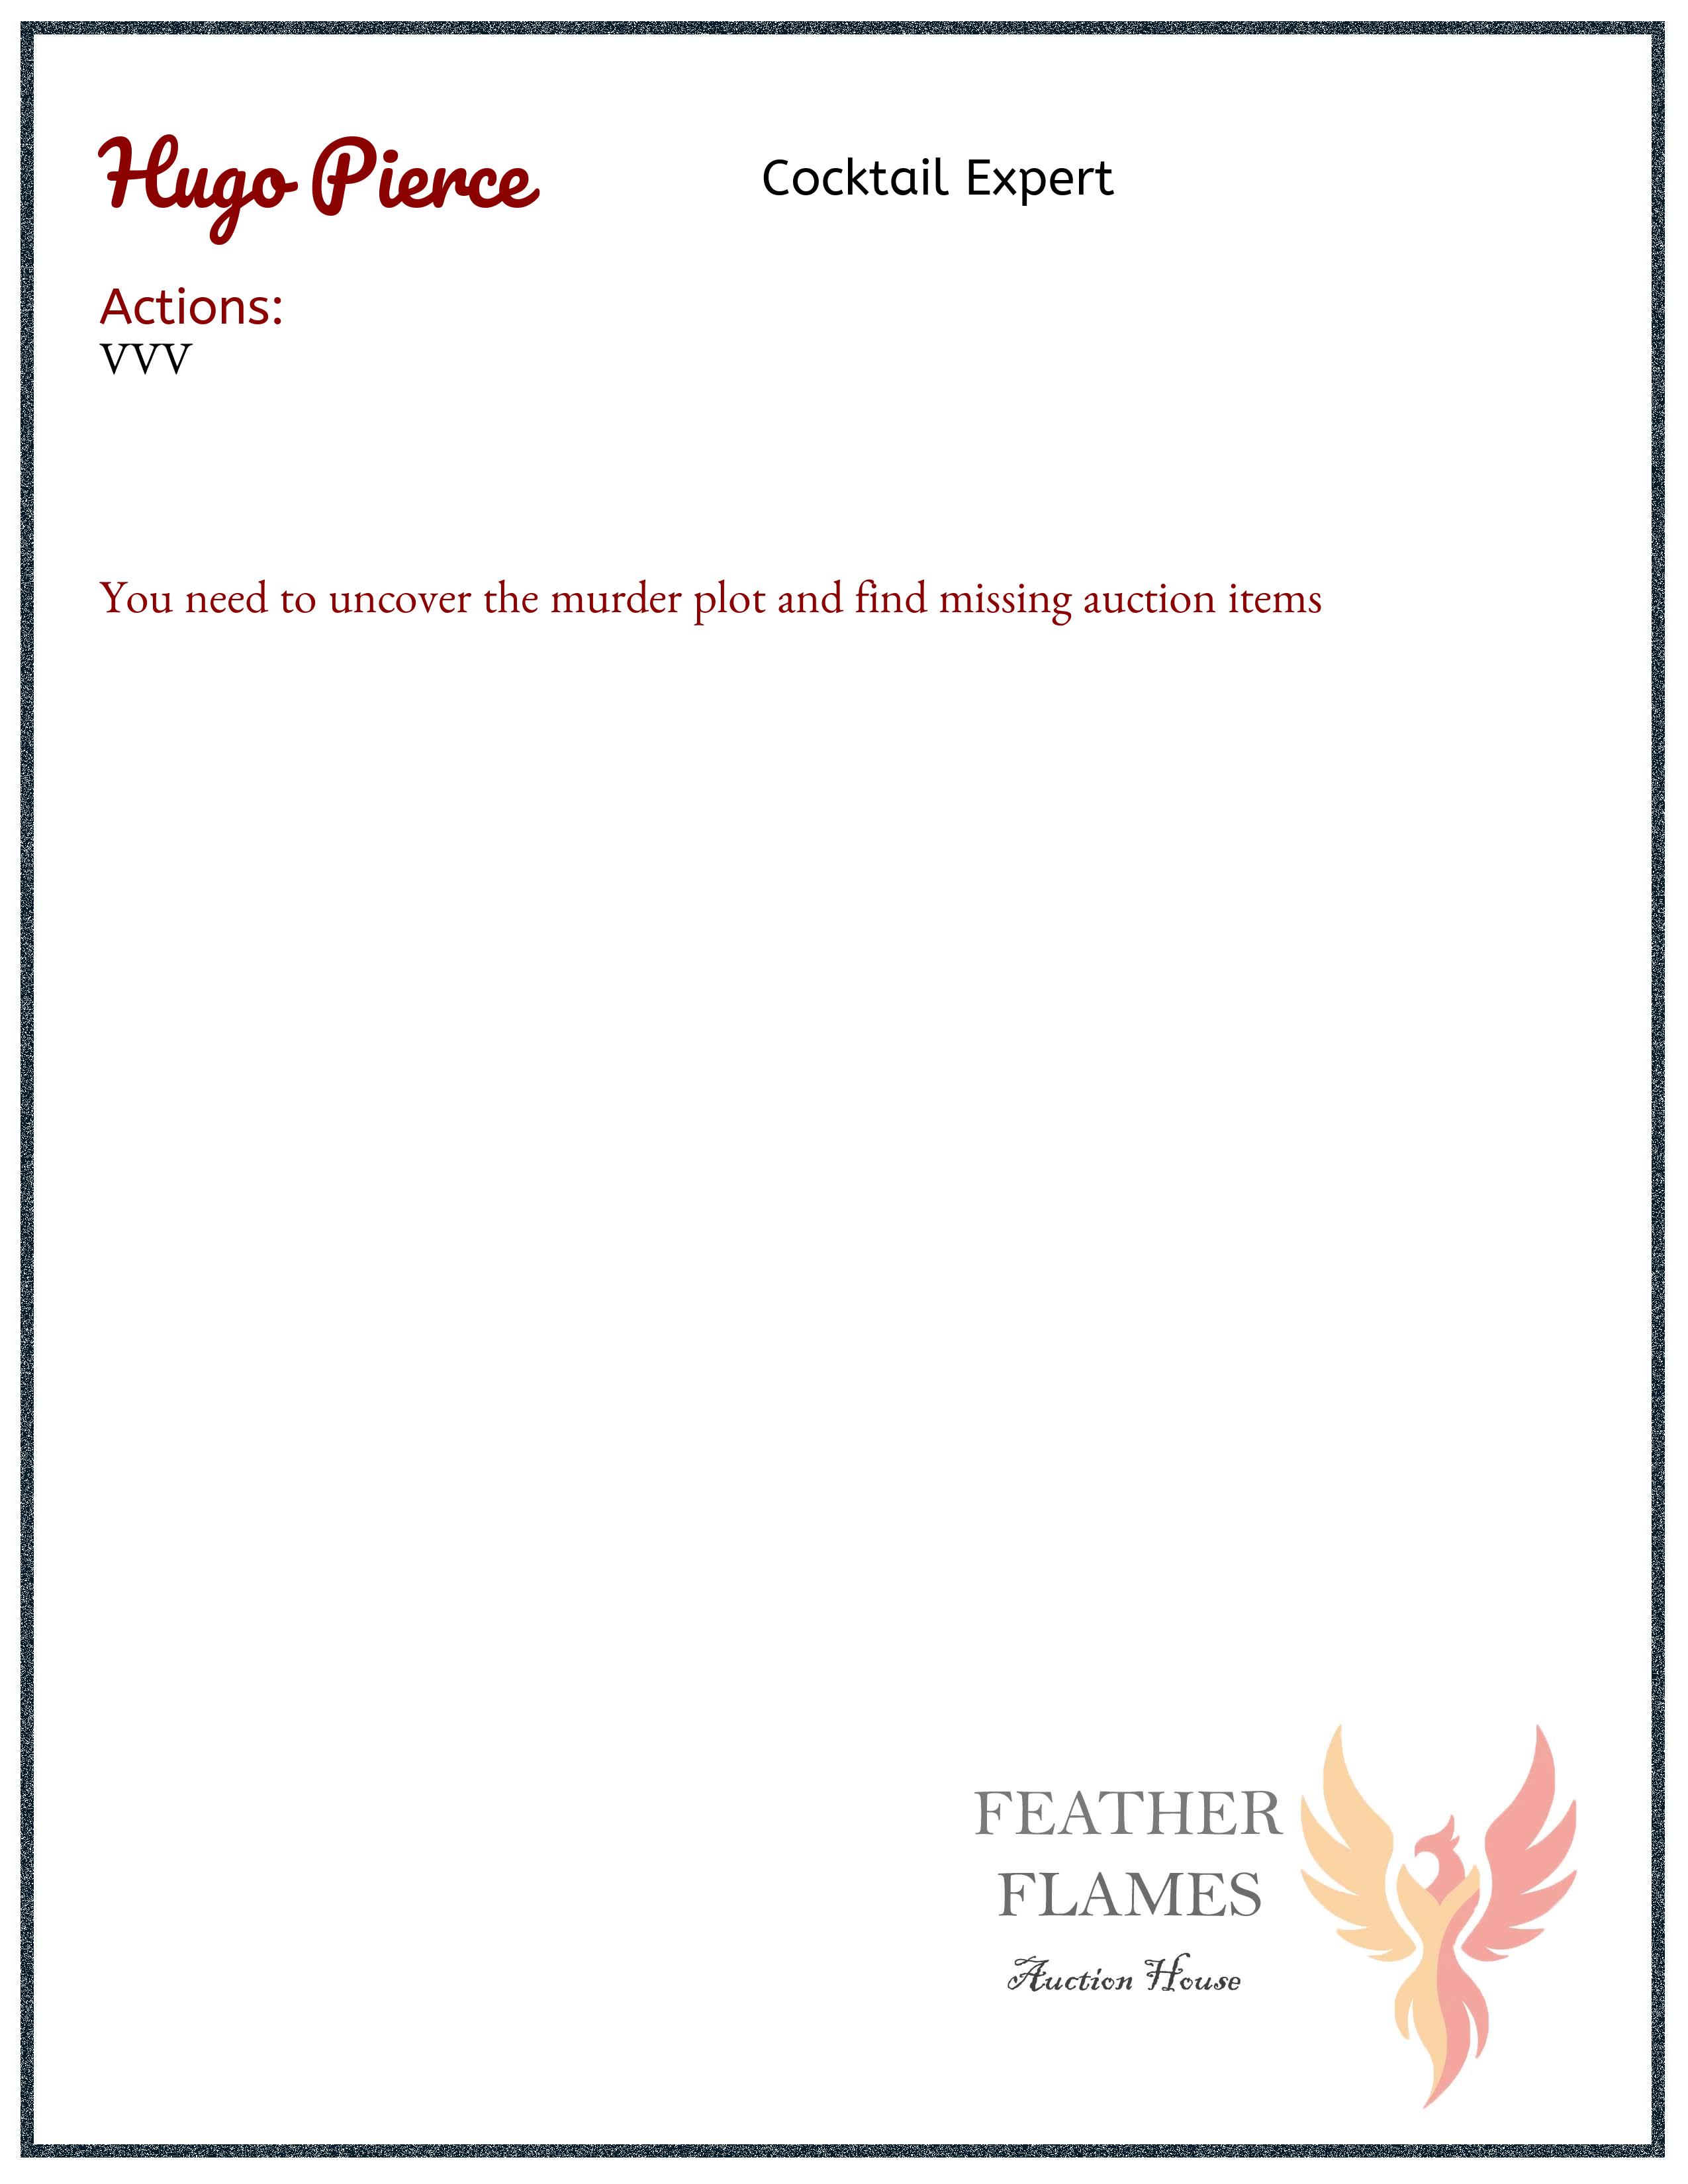 Hugo Pierce
Cocktail Expert
Actions:
VVV
You need to uncover the murder plot and find missing auction items
FEATHER
FLAMES
Auction House